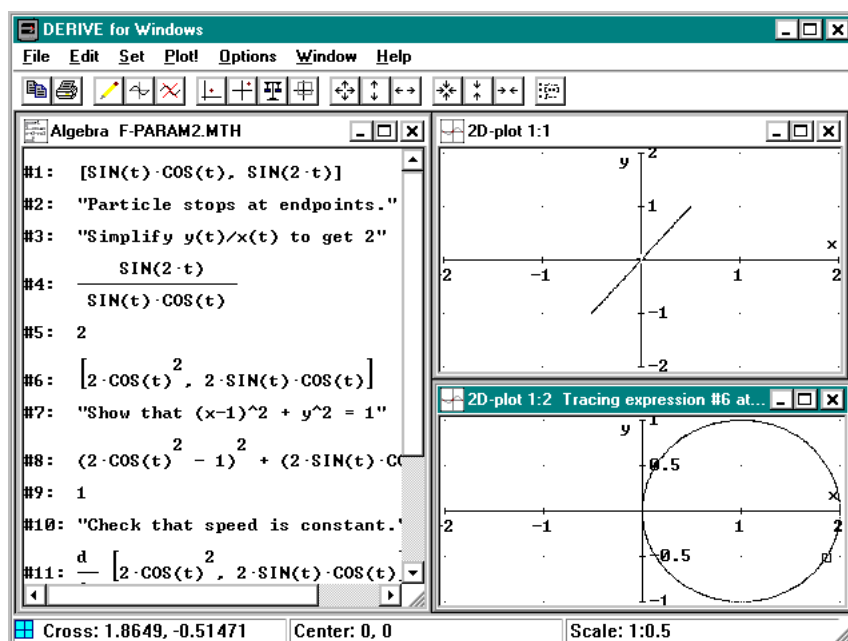 DERIVE for Windows
File Edit Set Plot! Options Window Help
Algebra F-PARAM2.MTH
#1: [SIN(t)·COS(t), SIN(2·t)]
#2: "Particle stops at endpoints."
#3: "Simplify y(t)/x(t) to get 2"
SIN(2·t)
#4:
SIN(t)·COS(t)
#5: 2
#6: [2·COS(t)², 2·SIN(t)·COS(t)]
#7: "Show that (x-1)^2 + y^2 = 1"
#8: (2·COS(t)² - 1)² + (2·SIN(t)·CO
#9: 1
#10: "Check that speed is constant."
d
#11: [2·COS(t)², 2·SIN(t)·COS(t)
2D-plot 1:1
y 2
1
x
-2 -1 1 2
-1
-2
2D-plot 1:2 Tracing expression #6 at...
y 1
0.5
x
-2 -1 1 2
-0.5
-1
Cross: 1.8649, -0.51471 Center: 0, 0 Scale: 1:0.5